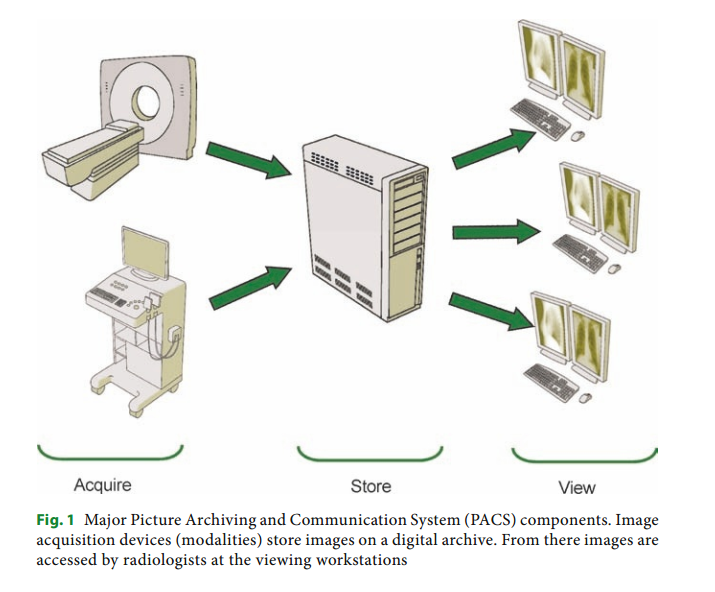 Acquire
Store
View
Fig. 1 Major Picture Archiving and Communication System (PACS) components. Image
acquisition devices (modalities) store images on a digital archive. From there images are
accessed by radiologists at the viewing workstations